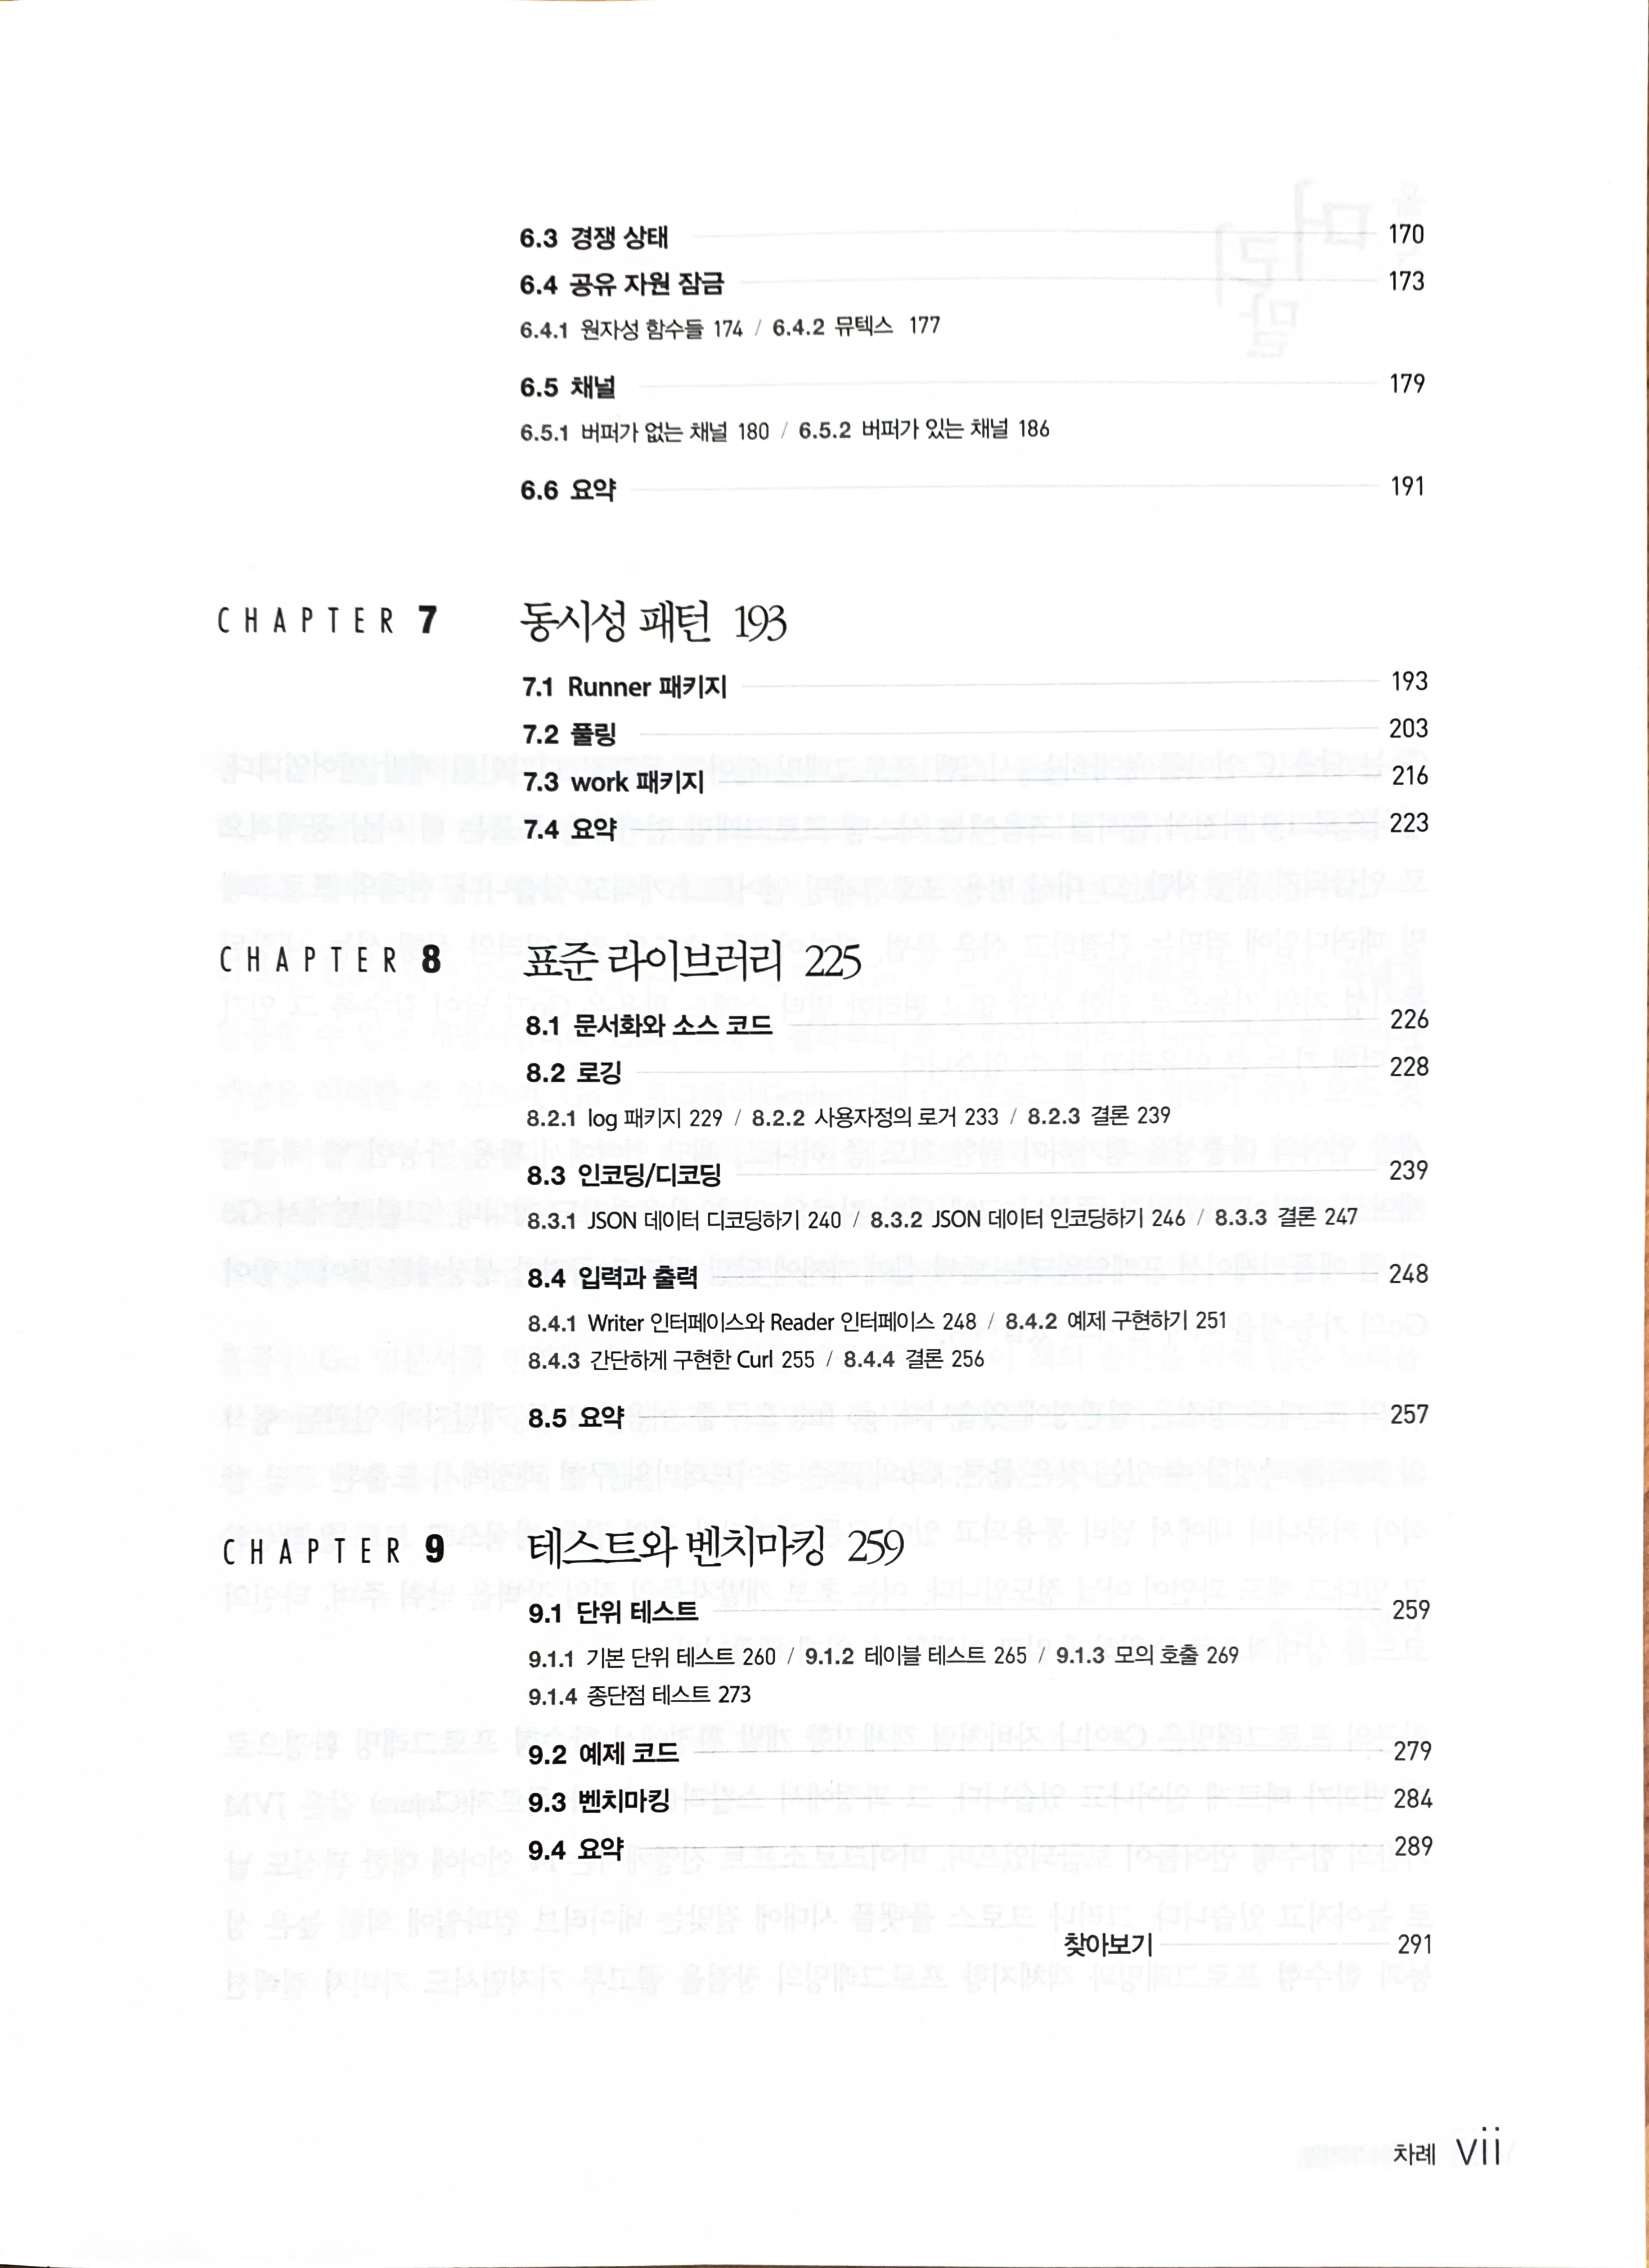 6.3 경쟁 상태 170
6.4 공유 자원 잠금 173
6.4.1 원자성 함수들 174 / 6.4.2 뮤텍스 177
6.5 채널 179
6.5.1 버퍼가 없는 채널 180 / 6.5.2 버퍼가 있는 채널 186
6.6 요약 191
CHAPTER 7 동시성 패턴 193
7.1 Runner 패키지 193
7.2 풀링 203
7.3 work 패키지 216
7.4 요약 223
CHAPTER 8 표준 라이브러리 225
8.1 문서화와 소스 코드 226
8.2 로깅 228
8.2.1 log 패키지 229 / 8.2.2 사용자정의 로거 233 / 8.2.3 결론 239
8.3 인코딩/디코딩 239
8.3.1 JSON 데이터 디코딩하기 240 / 8.3.2 JSON 데이터 인코딩하기 246 / 8.3.3 결론 247
8.4 입력과 출력 248
8.4.1 Writer 인터페이스와 Reader 인터페이스 248 / 8.4.2 예제 구현하기 251
8.4.3 간단하게 구현한 Curl 255 / 8.4.4 결론 256
8.5 요약 257
CHAPTER 9 테스트와 벤치마킹 259
9.1 단위 테스트 259
9.1.1 기본 단위 테스트 260 / 9.1.2 테이블 테스트 265 / 9.1.3 모의 호출 269
9.1.4 종단점 테스트 273
9.2 예제 코드 279
9.3 벤치마킹 284
9.4 요약 289
찾아보기 291
차례 vii